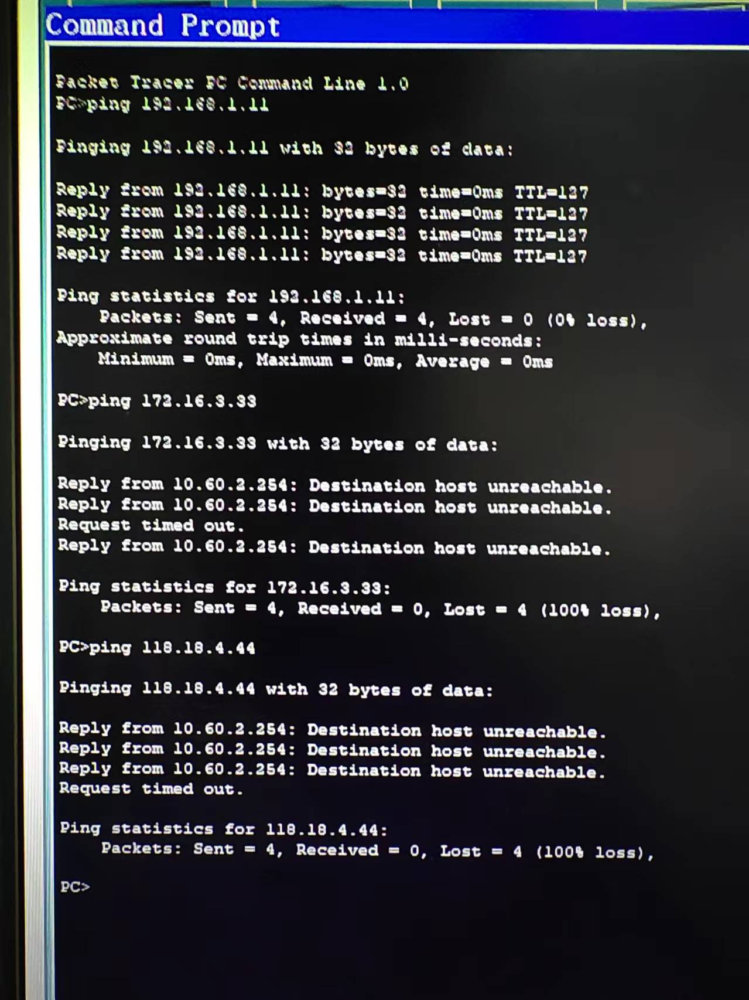 Command Prompt
Packet Tracer PC Command Line 1.0
PC>ping 192.168.1.11
Pinging 192.168.1.11 with 32 bytes of data:
Reply from 192.168.1.11: bytes=32 time=0ms TTL=127
Reply from 192.168.1.11: bytes=32 time=0ms TTL=127
Reply from 192.168.1.11: bytes=32 time=0ms TTL=127
Reply from 192.168.1.11: bytes=32 time=0ms TTL=127
Ping statistics for 192.168.1.11:
Packets: Sent = 4, Received = 4, Lost = 0 (0% loss),
Approximate round trip times in milli-seconds:
Minimum = 0ms, Maximum = 0ms, Average = 0ms
PC>ping 172.16.3.33
Pinging 172.16.3.33 with 32 bytes of data:
Reply from 10.60.2.254: Destination host unreachable.
Reply from 10.60.2.254: Destination host unreachable.
Request timed out.
Reply from 10.60.2.254: Destination host unreachable.
Ping statistics for 172.16.3.33:
Packets: Sent = 4, Received = 0, Lost = 4 (100% loss),
PC>ping 118.18.4.44
Pinging 118.18.4.44 with 32 bytes of data:
Reply from 10.60.2.254: Destination host unreachable.
Reply from 10.60.2.254: Destination host unreachable.
Reply from 10.60.2.254: Destination host unreachable.
Request timed out.
Ping statistics for 118.18.4.44:
Packets: Sent = 4, Received = 0, Lost = 4 (100% loss),
PC>